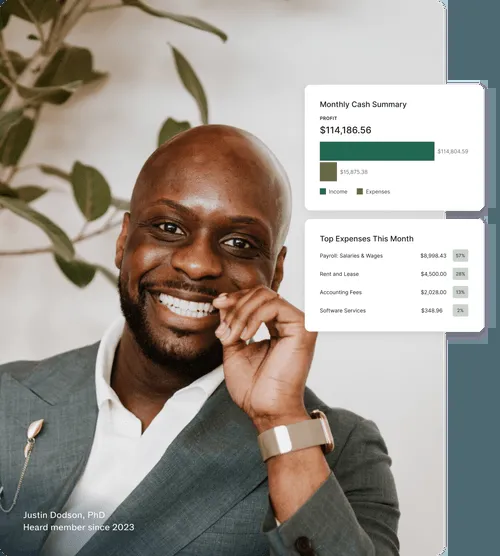 Monthly Cash Summary
PROFIT
$114,186.56
$114,804.59
$15,875.38
Income Expenses
Top Expenses This Month
Payroll: Salaries & Wages $8,998.43 57%
Rent and Lease $4,500.00 28%
Accounting Fees $2,028.00 13%
Software Services $348.96 2%
Justin Dodson, PhD
Heard member since 2023